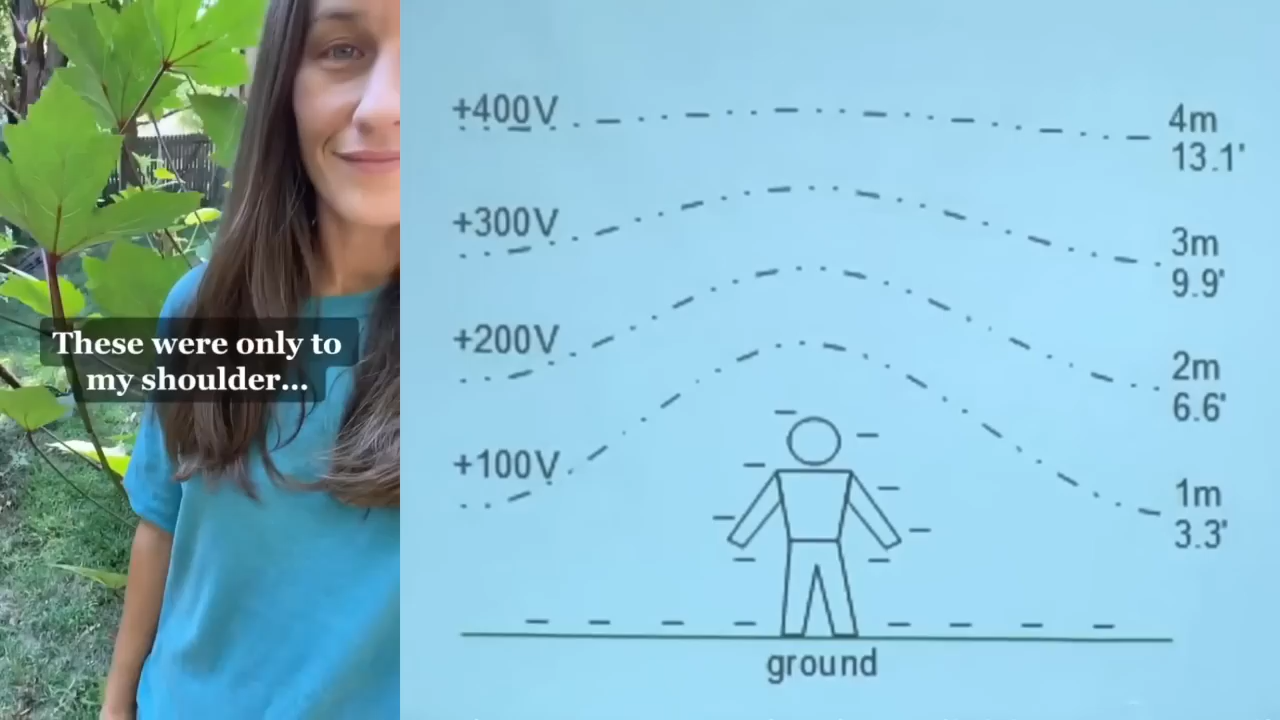 These were only to
my shoulder...
+400V
4m
13.1'
+300V
3m
9.9'
+200V
2m
6.6'
+100V
1m
3.3'
ground